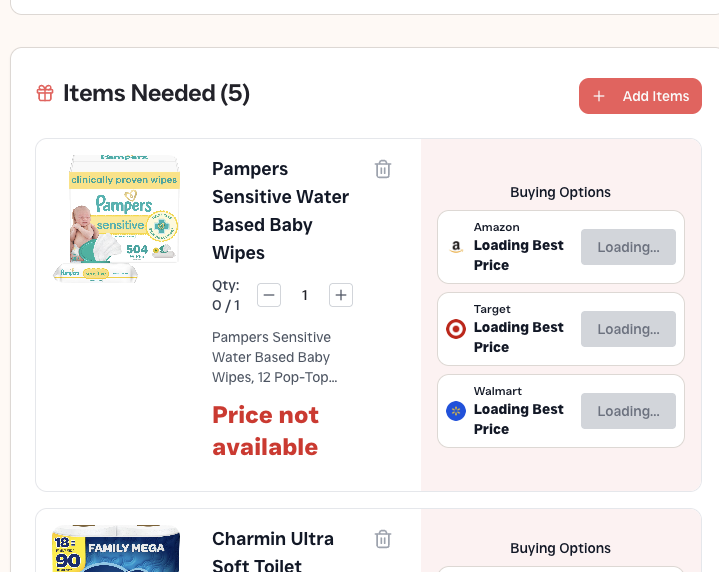 Items Needed (5)
+ Add Items
Pampers
Sensitive Water
Based Baby
Wipes
Qty:
0 / 1
1
Pampers Sensitive
Water Based Baby
Wipes, 12 Pop-Top...
Price not
available
clinically proven wipes
Pampers
sensitive
504
Buying Options
Amazon
Loading Best
Price
Loading...
Target
Loading Best
Price
Loading...
Walmart
Loading Best
Price
Loading...
18=
90
FAMILY MEGA
Charmin Ultra
Soft Toilet
Buying Options